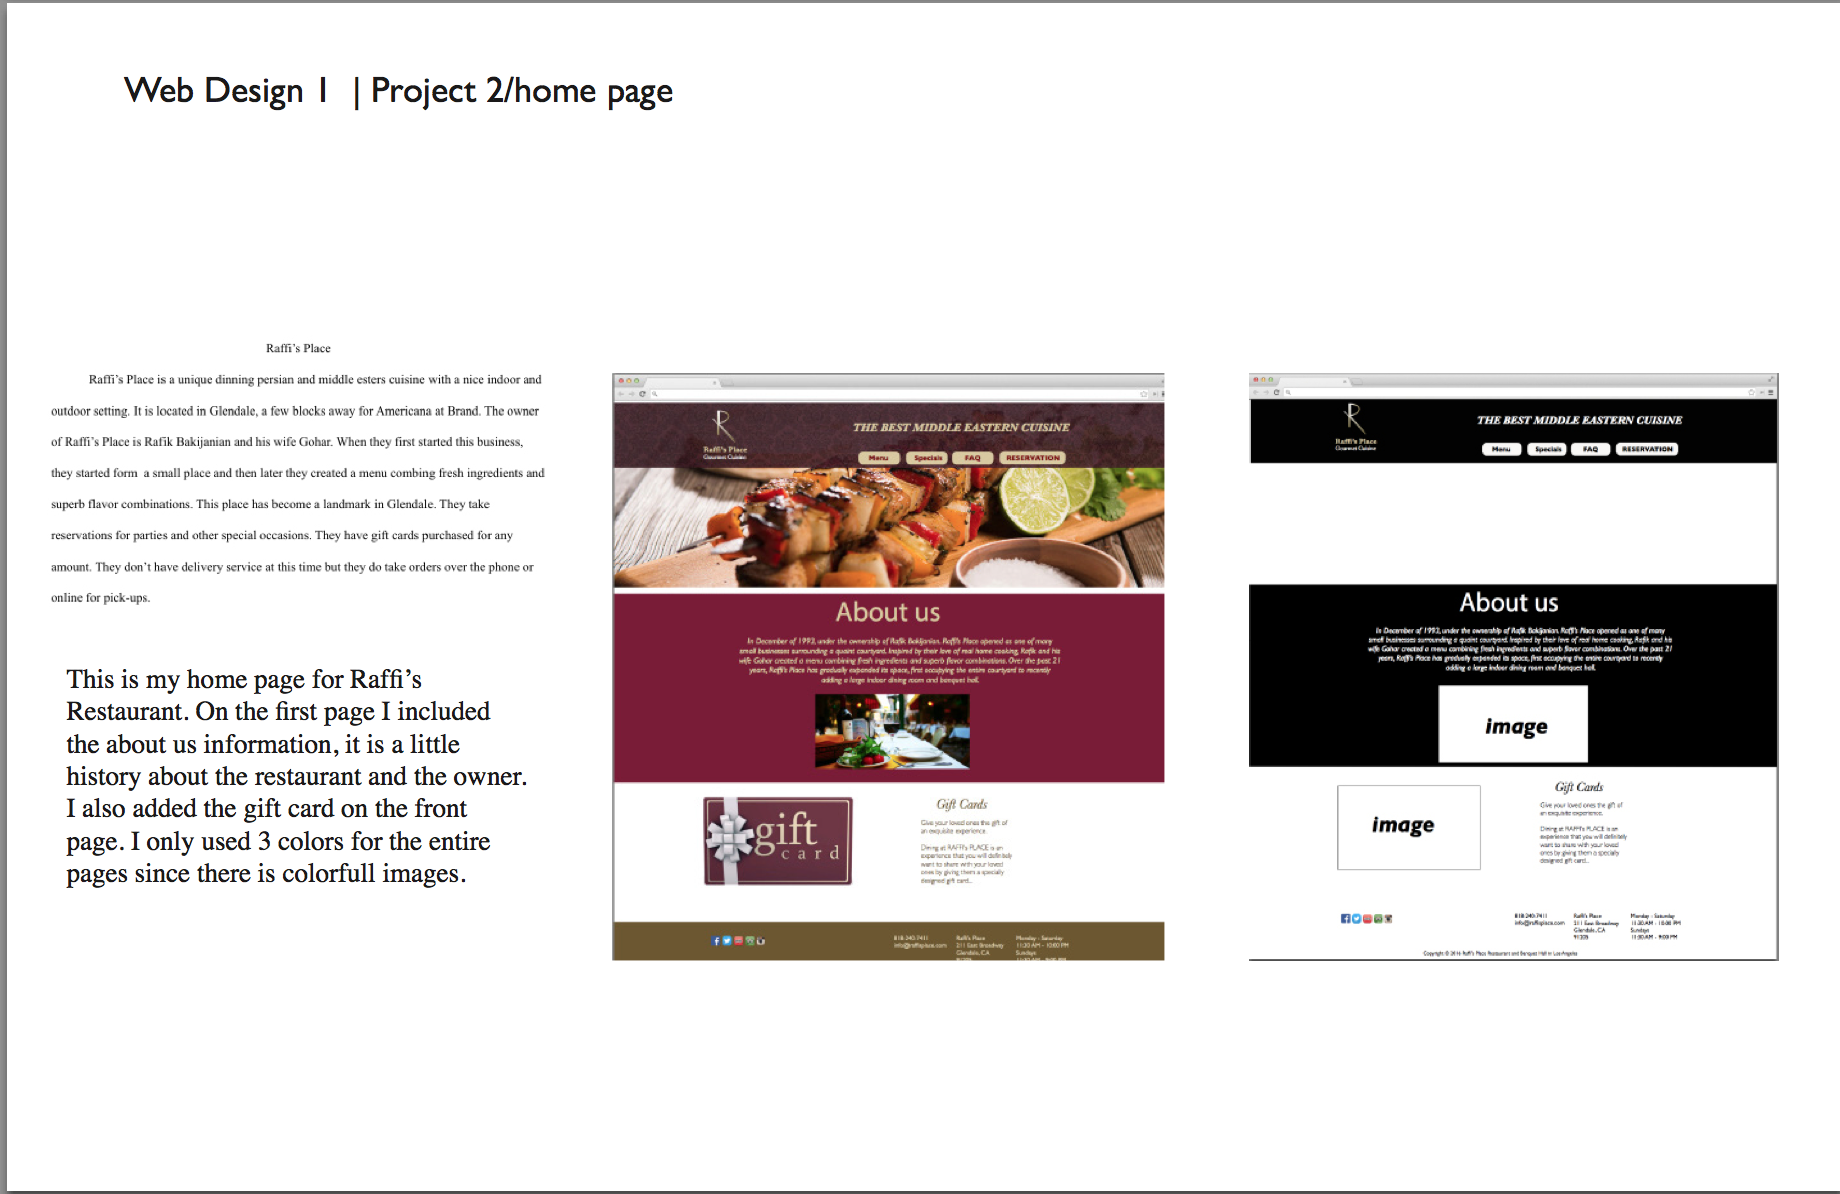 Web Design 1 | Project 2/home page
Raffi's Place
Raffi's Place is a unique dinning persian and middle esters cuisine with a nice indoor and
outdoor setting. It is located in Glendale, a few blocks away for Americana at Brand. The owner
of Raffi's Place is Rafik Bakijanian and his wife Gohar. When they first started this business,
they started form a small place and then later they created a menu combing fresh ingredients and
superb flavor combinations. This place has become a landmark in Glendale. They take
reservations for parties and other special occasions. They have gift cards purchased for any
amount. They don't have delivery service at this time but they do take orders over the phone or
online for pick-ups.
This is my home page for Raffi's
Restaurant. On the first page I included
the about us information, it is a little
history about the restaurant and the owner.
I also added the gift card on the front
page. I only used 3 colors for the entire
pages since there is colorfull images.
R
Raffi's Place
Gourmet Cuisine
THE BEST MIDDLE EASTERN CUISINE
Menu Specials FAQ RESERVATION
About us
In December of 1993, under the ownership of Rafik Bakijanian, Raffi's Place opened as one of many
small businesses surrounding a quaint courtyard. Inspired by their love of real home cooking, Rafik and his
wife Gohar created a menu combining fresh ingredients and superb flavor combinations. Over the past 21
years, Raffi's Place has gradually expanded its space, first occupying the entire courtyard to recently
adding a large indoor dining room and banquet hall.
gift
card
Gift Cards
Give your loved ones the gift of
an exquisite experience.
Dining at RAFFI's PLACE is an
experience that you will definitely
want to share with your loved
ones by giving them a specially
designed gift card..
818-240-7411
info@raffisplace.com
Raffi's Place
211 East Broadway
Glendale, CA
91205
Monday - Saturday
11:30 AM - 10:00 PM
Sundays
R
Raffi's Place
Gourmet Cuisine
THE BEST MIDDLE EASTERN CUISINE
Menu Specials FAQ RESERVATION
About us
In December of 1993, under the ownership of Rafik Bakijanian, Raffi's Place opened as one of many
small businesses surrounding a quaint courtyard. Inspired by their love of real home cooking, Rafik and his
wife Gohar created a menu combining fresh ingredients and superb flavor combinations. Over the past 21
years, Raffi's Place has gradually expanded its space, first occupying the entire courtyard to recently
adding a large indoor dining room and banquet hall.
image
image
Gift Cards
Give your loved ones the gift of
an exquisite experience.
Dining at RAFFI's PLACE is an
experience that you will definitely
want to share with your loved
ones by giving them a specially
designed gift card..
818-240-7411
info@raffisplace.com
Raffi's Place
211 East Broadway
Glendale, CA
91205
Monday - Saturday
11:30 AM - 10:00 PM
Sundays
11:30 AM - 9:00 PM
Copyright © 2016 Raffi's Place Restaurant and Banquet Hall in Los Angeles